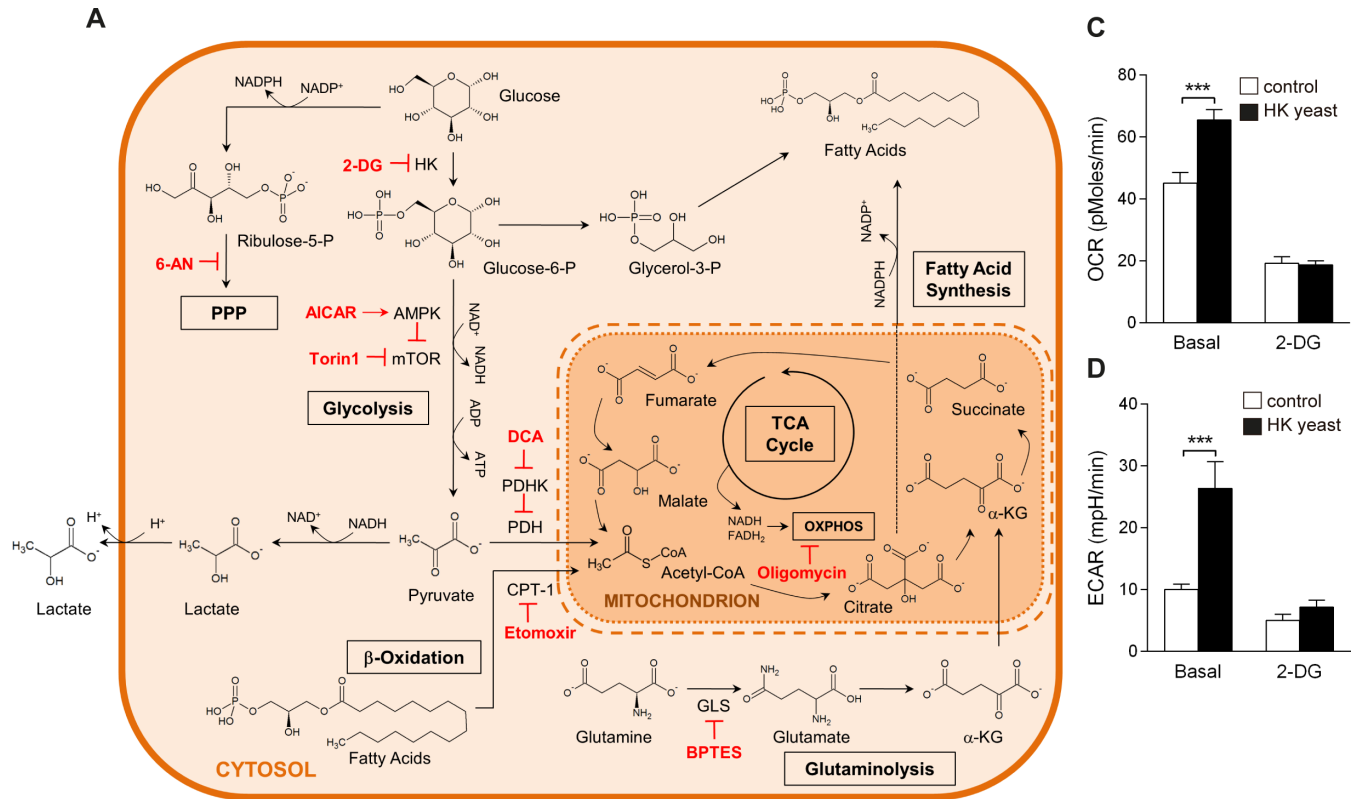 A
NADPH
NADP⁺
Glucose
2-DG
HK
Ribulose-5-P
6-AN
PPP
Glucose-6-P
Glycerol-3-P
Fatty Acids
NADP⁺
NADPH
Fatty Acid
Synthesis
AICAR
AMPK
Torin1
mTOR
NAD⁺
NADH
ADP
ATP
Glycolysis
DCA
PDHK
PDH
Fumarate
Succinate
TCA
Cycle
Malate
α-KG
NADH
FADH₂
OXPHOS
Oligomycin
CoA
Acetyl-CoA
Citrate
MITOCHONDRION
H⁺
H⁺
NAD⁺
NADH
Lactate
Lactate
Pyruvate
CPT-1
Etomoxir
β-Oxidation
Fatty Acids
CYTOSOL
Glutamine
GLS
BPTES
Glutamate
α-KG
Glutaminolysis
C
OCR (pMoles/min)
80
60
40
20
0
***
control
HK yeast
Basal
2-DG
D
ECAR (mpH/min)
40
30
20
10
0
***
control
HK yeast
Basal
2-DG